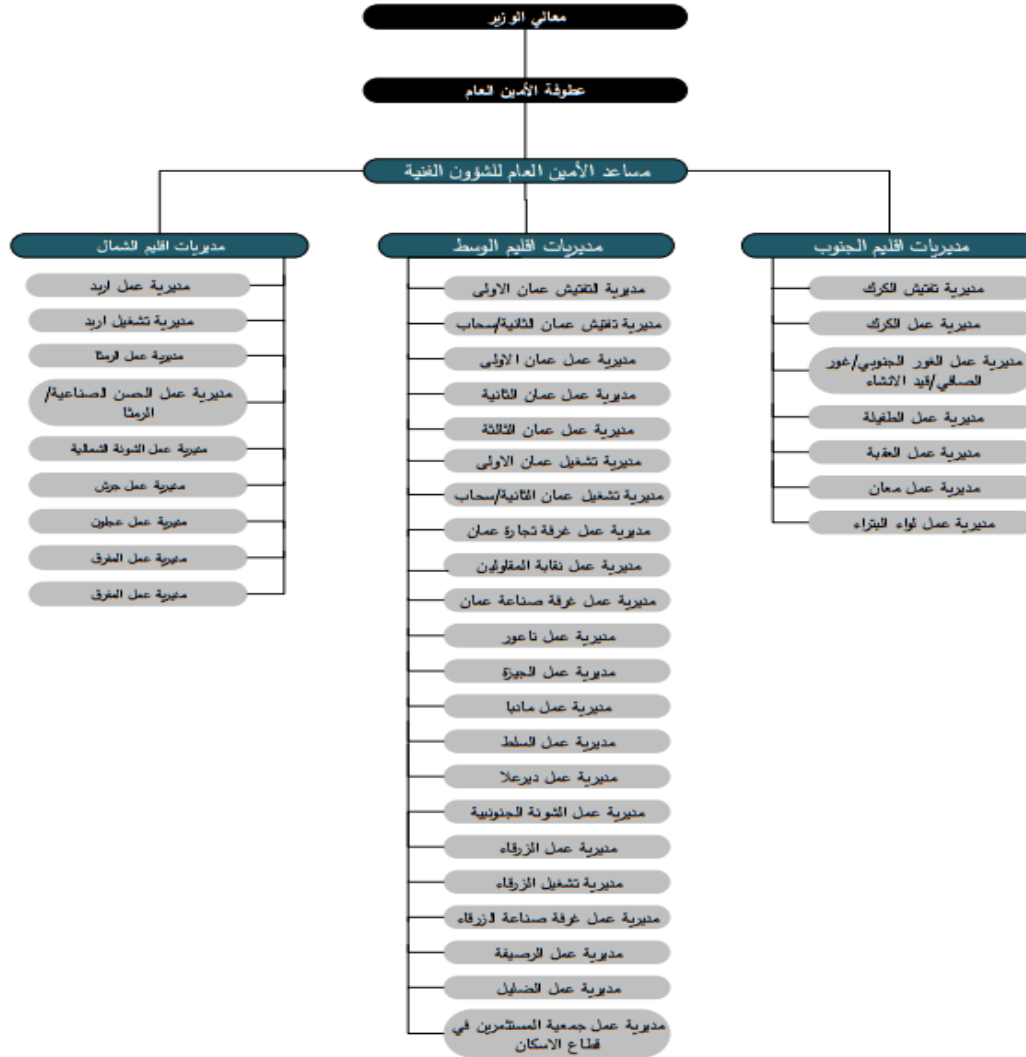 معالي الوزير
عطوفة الأمين العام
مساعد الأمين العام للشؤون الفنية
مديريات اقليم الجنوب
مديرية تفتيش الكرك
مديرية عمل الكرك
مديرية عمل الغور الجنوبي/غور
الصافي/قيد الانشاء
مديرية عمل الطفيلة
مديرية عمل العقبة
مديرية عمل معان
مديرية عمل لواء البتراء
مديريات اقليم الوسط
مديرية التفتيش عمان الاولى
مديرية تفتيش عمان الثانية/سحاب
مديرية عمل عمان الاولى
مديرية عمل عمان الثانية
مديرية عمل عمان الثالثة
مديرية تشغيل عمان الاولى
مديرية تشغيل عمان الثانية/سحاب
مديرية عمل غرفة تجارة عمان
مديرية عمل نقابة المقاولين
مديرية عمل غرفة صناعة عمان
مديرية عمل ناعور
مديرية عمل الجيزة
مديرية عمل مادبا
مديرية عمل السلط
مديرية عمل ديرعلا
مديرية عمل الشونة الجنوبية
مديرية عمل الزرقاء
مديرية تشغيل الزرقاء
مديرية عمل غرفة صناعة الزرقاء
مديرية عمل الرصيفة
مديرية عمل الضليل
مديرية عمل جمعية المستثمرين في
قطاع الاسكان
مديريات اقليم الشمال
مديرية عمل اربد
مديرية تشغيل اربد
مديرية عمل الرمثا
مديرية عمل الحسن الصناعية/
الرمثا
مديرية عمل الشونة الشمالية
مديرية عمل جرش
مديرية عمل عجلون
مديرية عمل المفرق
مديرية عمل المفرق